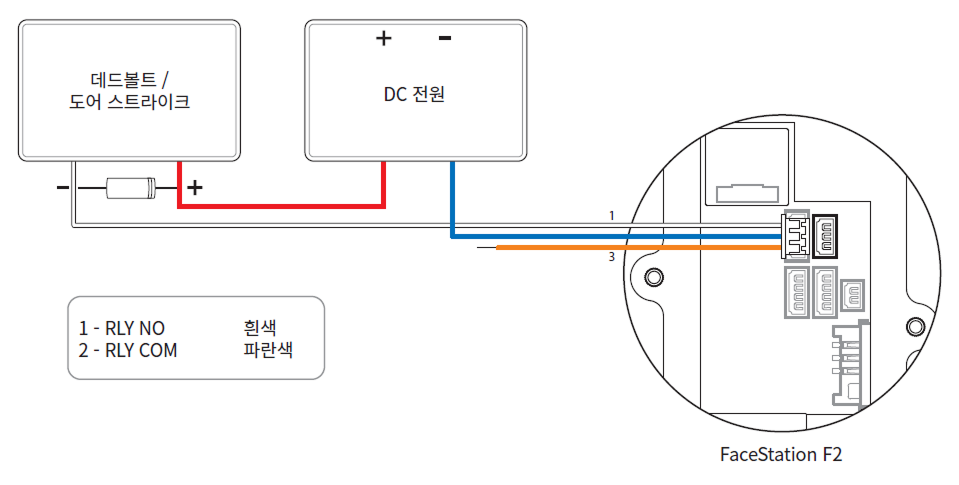 데드볼트 /
도어 스트라이크
+ −
DC 전원
− +
1
3
1 - RLY NO 흰색
2 - RLY COM 파란색
FaceStation F2